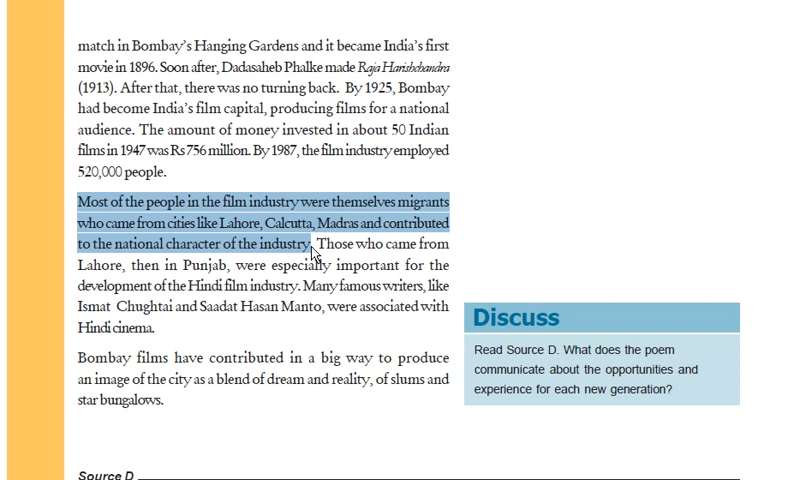 match in Bombay's Hanging Gardens and it became India's first
movie in 1896. Soon after, Dadasaheb Phalke made Raja Harishchandra
(1913). After that, there was no turning back. By 1925, Bombay
had become India's film capital, producing films for a national
audience. The amount of money invested in about 50 Indian
films in 1947 was Rs 756 million. By 1987, the film industry employed
520,000 people.
Most of the people in the film industry were themselves migrants
who came from cities like Lahore, Calcutta, Madras and contributed
to the national character of the industry. Those who came from
Lahore, then in Punjab, were especially important for the
development of the Hindi film industry. Many famous writers, like
Ismat Chughtai and Saadat Hasan Manto, were associated with
Hindi cinema.
Bombay films have contributed in a big way to produce
an image of the city as a blend of dream and reality, of slums and
star bungalows.
Discuss
Read Source D. What does the poem
communicate about the opportunities and
experience for each new generation?
Source D